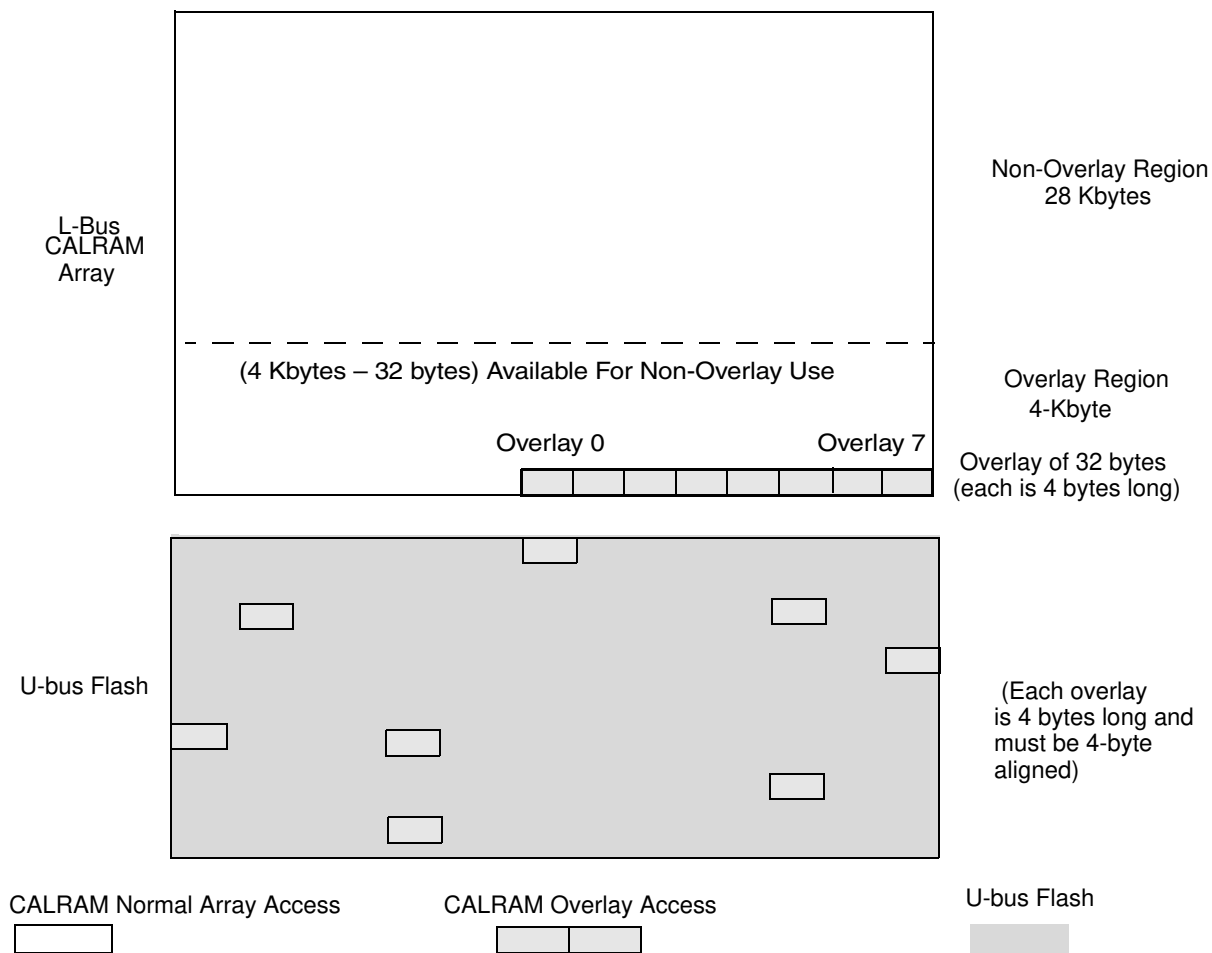 Non-Overlay Region
28 Kbytes
L-Bus
CALRAM
Array
(4 Kbytes – 32 bytes) Available For Non-Overlay Use
Overlay Region
4-Kbyte
Overlay 0
Overlay 7
Overlay of 32 bytes
(each is 4 bytes long)
U-bus Flash
(Each overlay
is 4 bytes long and
must be 4-byte
aligned)
CALRAM Normal Array Access
CALRAM Overlay Access
U-bus Flash